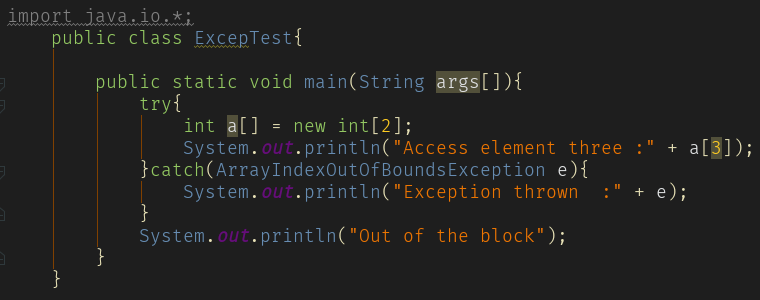 import java.io.*;
public class ExcepTest{
public static void main(String args[]){
try{
int a[] = new int[2];
System.out.println("Access element three :" + a[3]);
}catch(ArrayIndexOutOfBoundsException e){
System.out.println("Exception thrown  :" + e);
}
System.out.println("Out of the block");
}
}